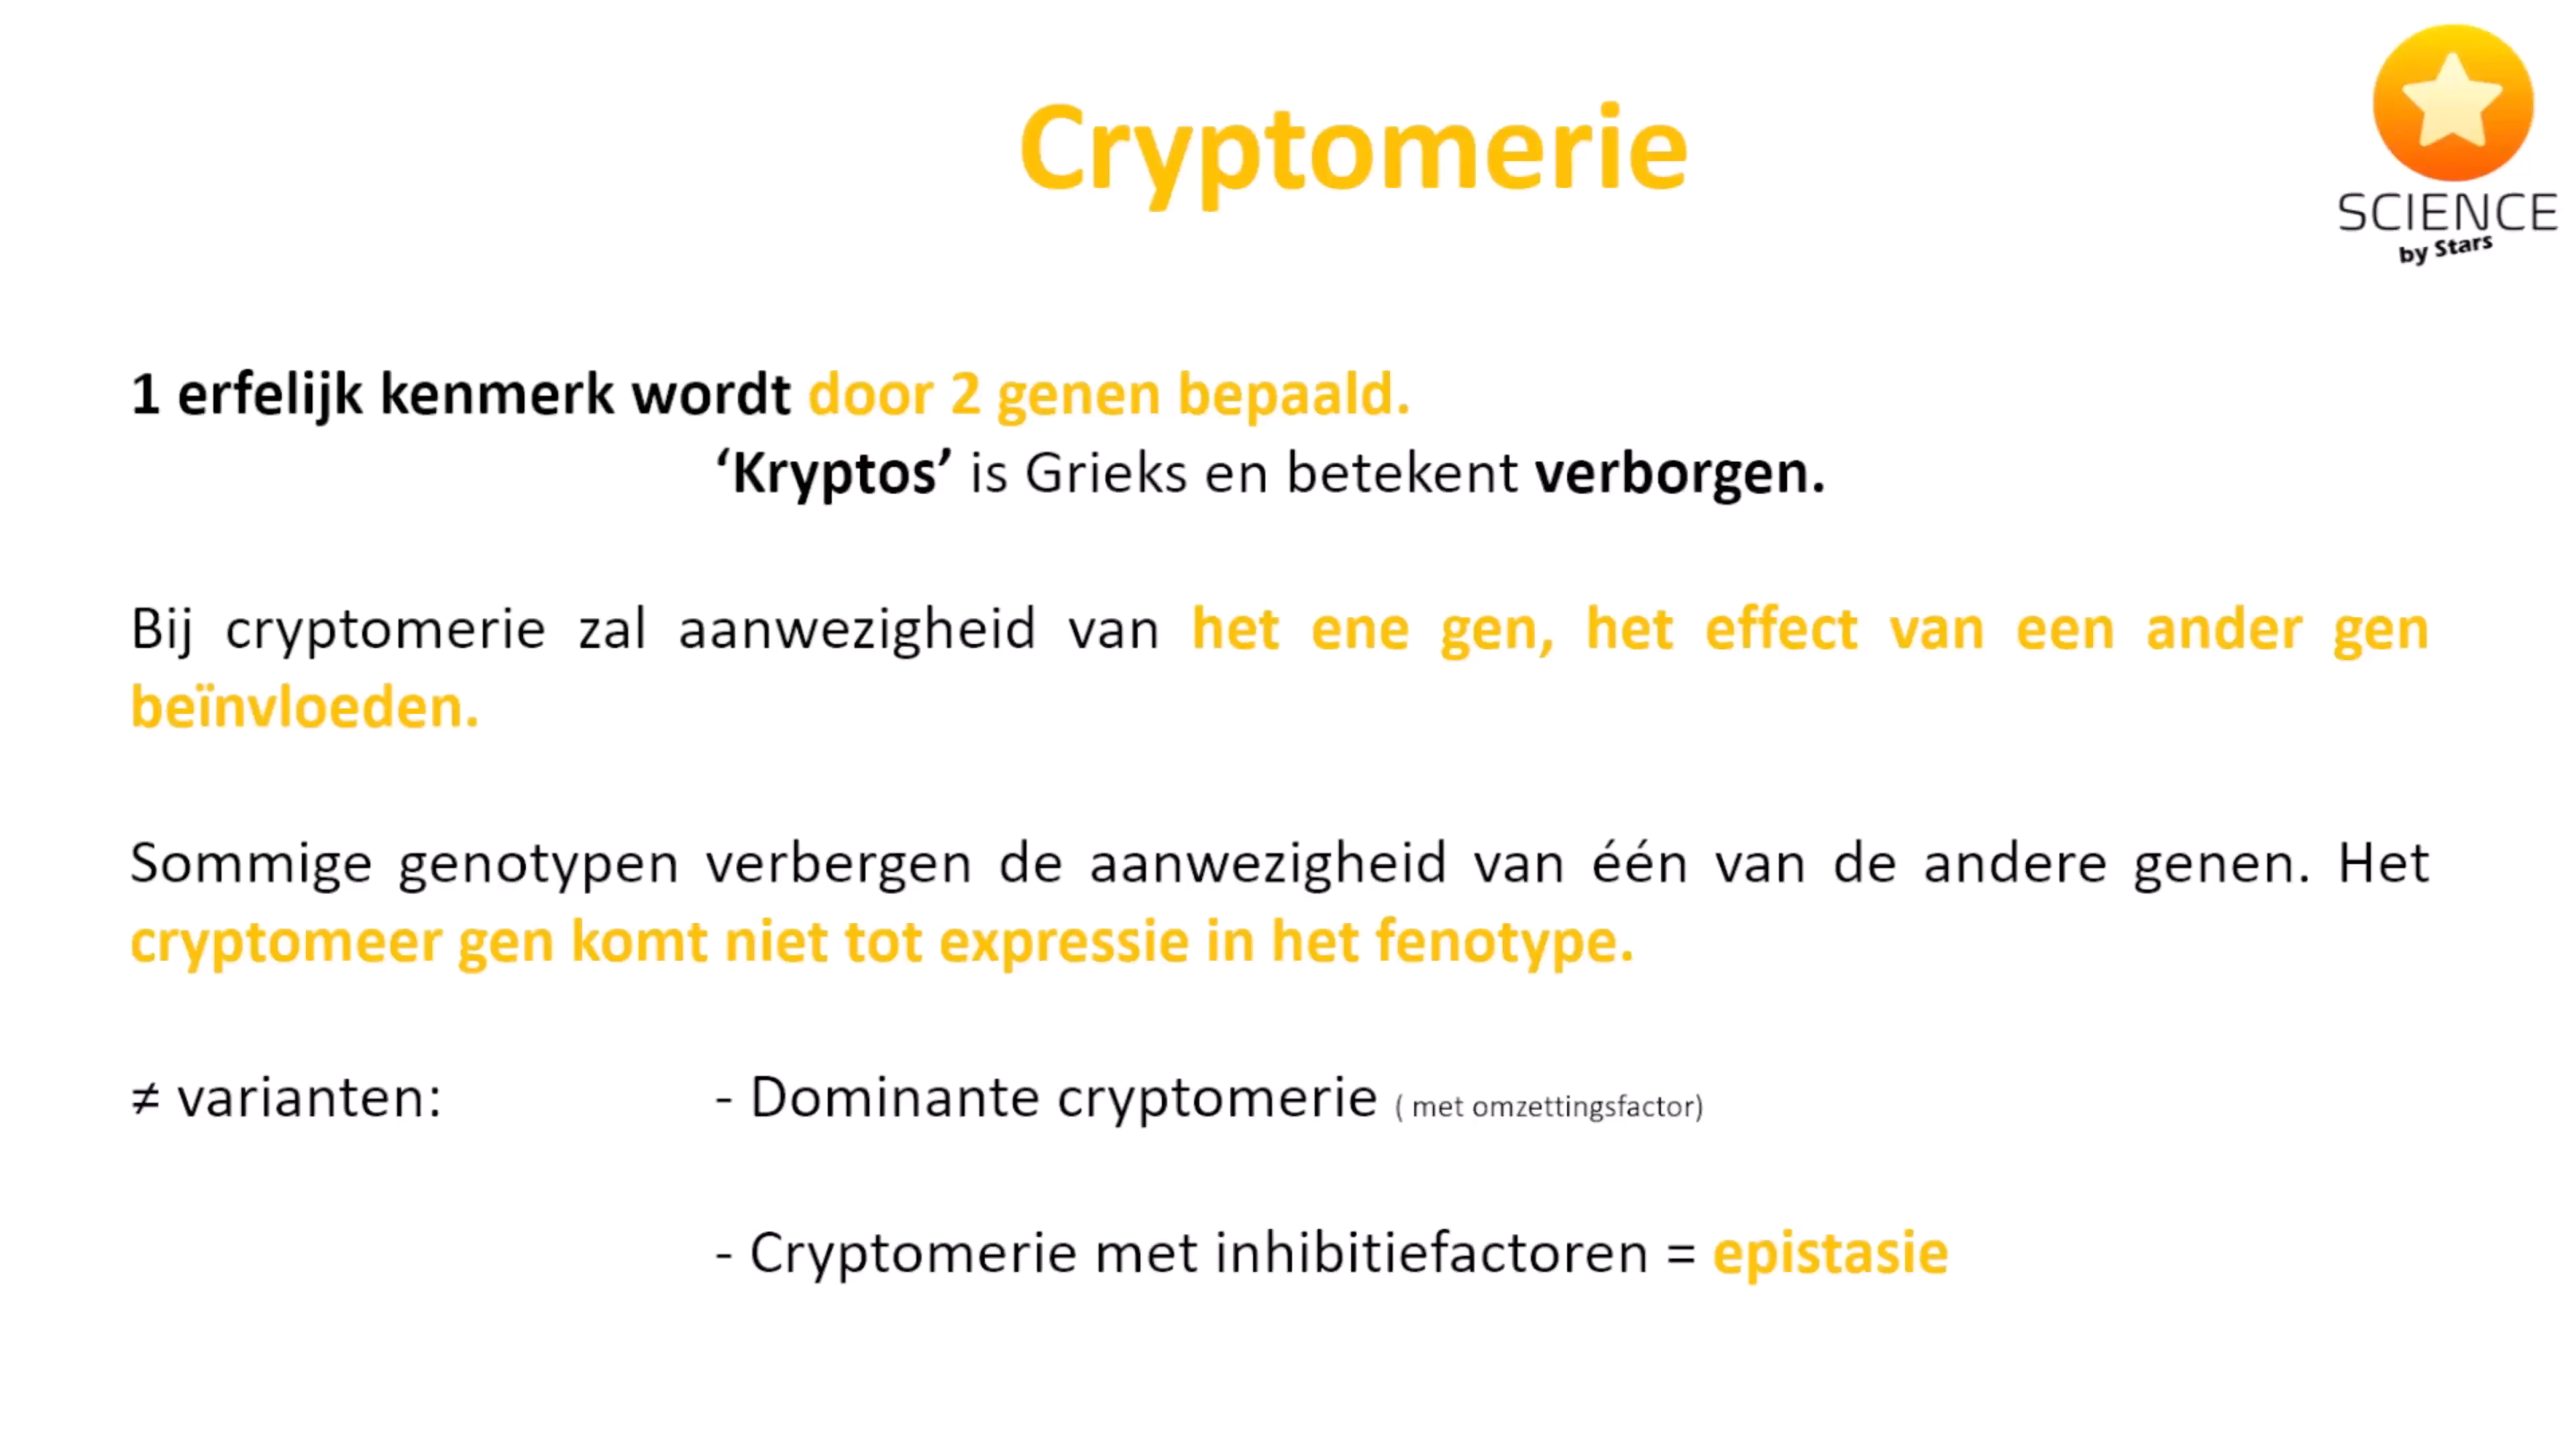 Cryptomerie
SCIENCE
by Stars
1 erfelijk kenmerk wordt door 2 genen bepaald.
‘Kryptos’ is Grieks en betekent verborgen.
Bij cryptomerie zal aanwezigheid van het ene gen, het effect van een ander gen
beïnvloeden.
Sommige genotypen verbergen de aanwezigheid van één van de andere genen. Het
cryptomeer gen komt niet tot expressie in het fenotype.
≠ varianten: - Dominante cryptomerie ( met omzettingsfactor)
- Cryptomerie met inhibitiefactoren = epistasie